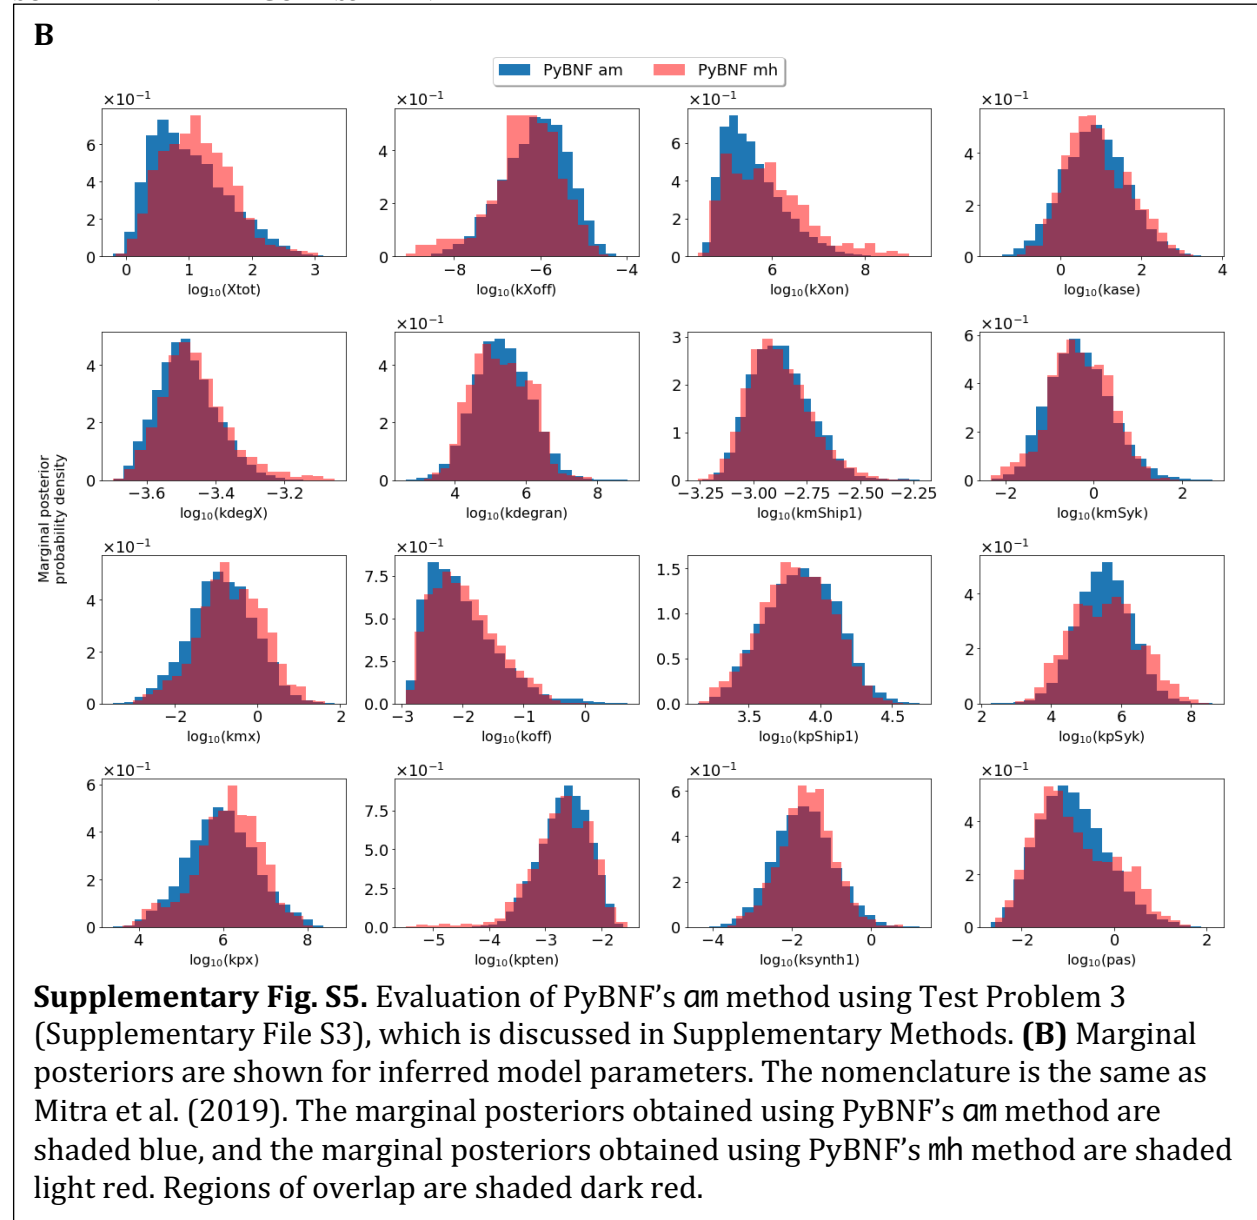 B
PyBNF am PyBNF mh
×10⁻¹
6
4
2
0
0 1 2 3
log₁₀(Xtot)
×10⁻¹
4
2
0
−8 −6 −4
log₁₀(kXoff)
×10⁻¹
6
4
2
0
6 8
log₁₀(kXon)
×10⁻¹
4
2
0
0 2 4
log₁₀(kase)
Marginal posterior
probability density
4
2
0
−3.6 −3.4 −3.2
log₁₀(kdegX)
×10⁻¹
4
2
0
4 6 8
log₁₀(kdegran)
3
2
1
0
−3.25 −3.00 −2.75 −2.50 −2.25
log₁₀(kmShip1)
×10⁻¹
6
4
2
0
−2 0 2
log₁₀(kmSyk)
×10⁻¹
4
2
0
−2 0 2
log₁₀(kmx)
×10⁻¹
7.5
5.0
2.5
0.0
−3 −2 −1 0
log₁₀(koff)
1.5
1.0
0.5
0.0
3.5 4.0 4.5
log₁₀(kpShip1)
×10⁻¹
4
2
0
2 4 6 8
log₁₀(kpSyk)
×10⁻¹
6
4
2
0
4 6 8
log₁₀(kpx)
×10⁻¹
7.5
5.0
2.5
0.0
−5 −4 −3 −2
log₁₀(kpten)
×10⁻¹
6
4
2
0
−4 −2 0
log₁₀(ksynth1)
×10⁻¹
4
2
0
−2 0 2
log₁₀(pas)
Supplementary Fig. S5. Evaluation of PyBNF’s am method using Test Problem 3
(Supplementary File S3), which is discussed in Supplementary Methods. (B) Marginal
posteriors are shown for inferred model parameters. The nomenclature is the same as
Mitra et al. (2019). The marginal posteriors obtained using PyBNF’s am method are
shaded blue, and the marginal posteriors obtained using PyBNF’s mh method are shaded
light red. Regions of overlap are shaded dark red.